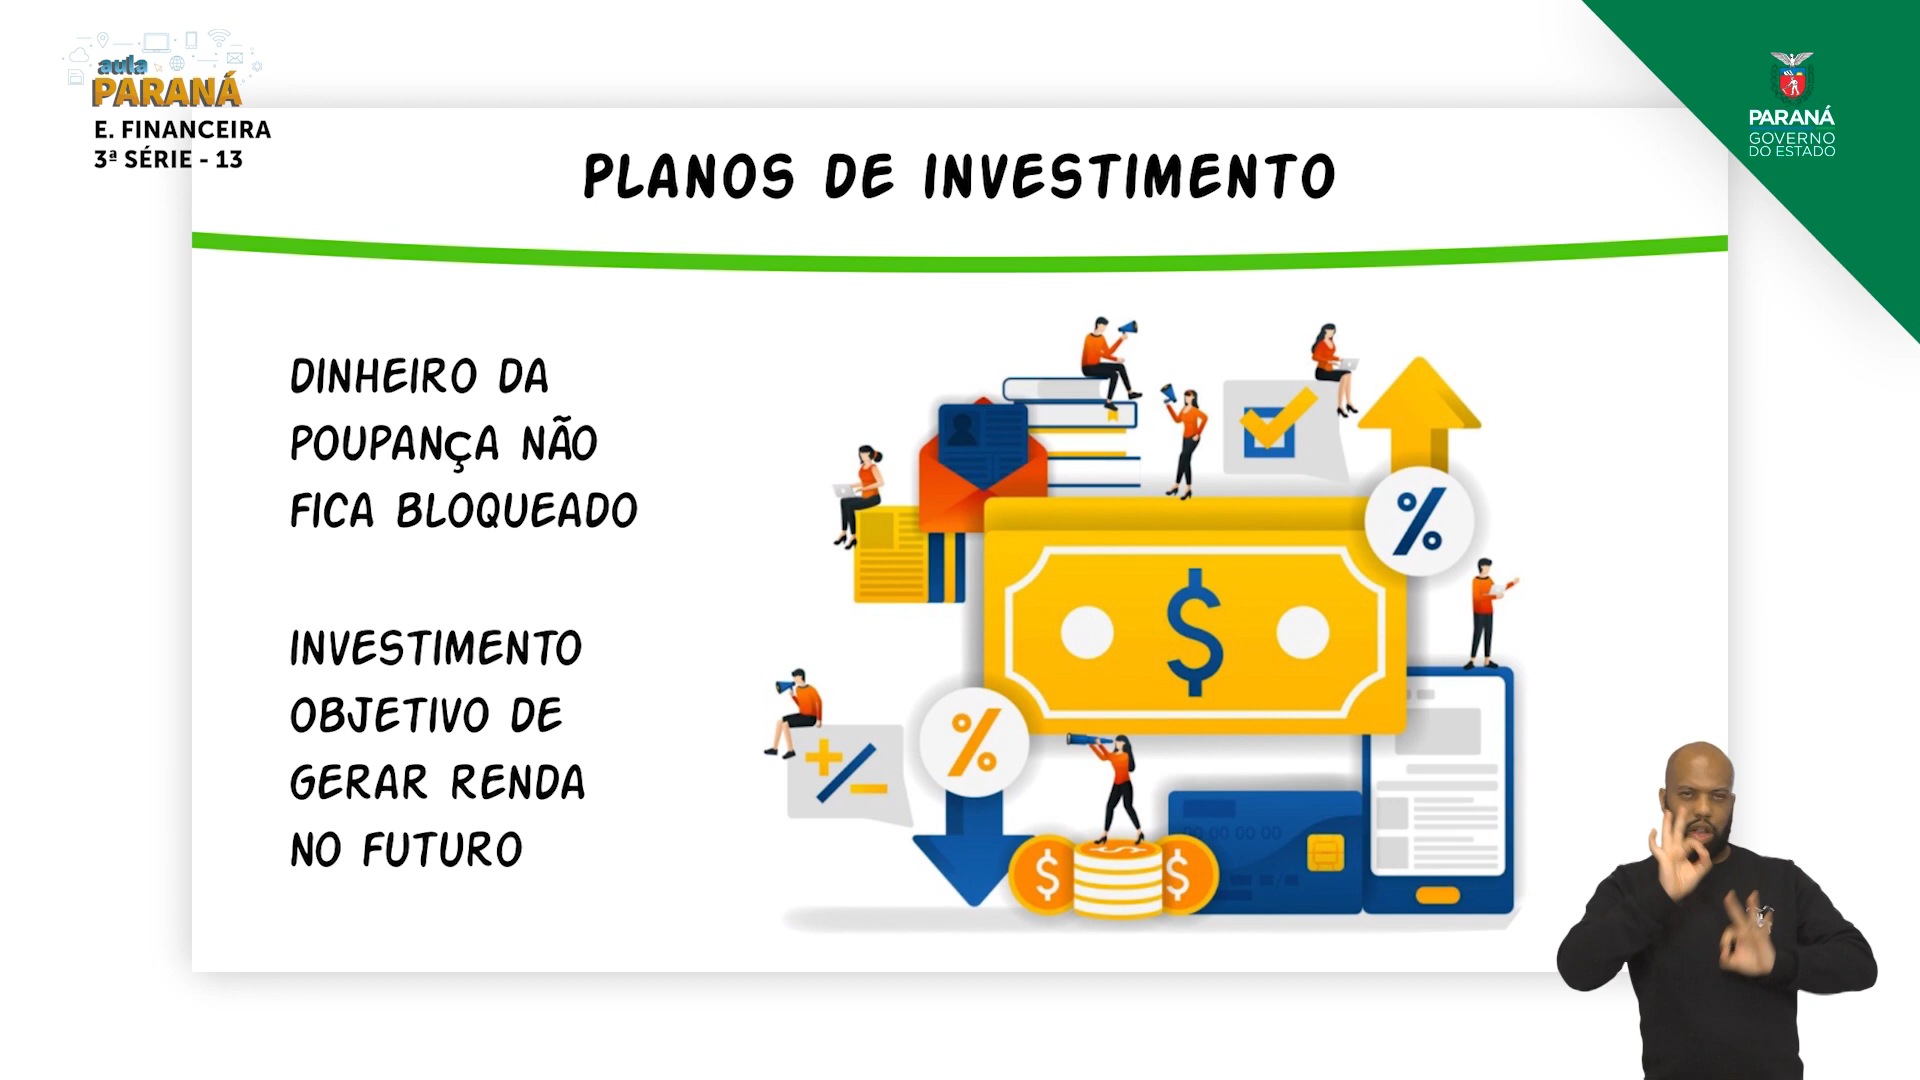 aula
PARANÁ
E. FINANCEIRA
3ª SÉRIE - 13
PARANÁ
GOVERNO
DO ESTADO
PLANOS DE INVESTIMENTO
DINHEIRO DA
POUPANÇA NÃO
FICA BLOQUEADO
INVESTIMENTO
OBJETIVO DE
GERAR RENDA
NO FUTURO
%
$
%
+/-
$
$
$